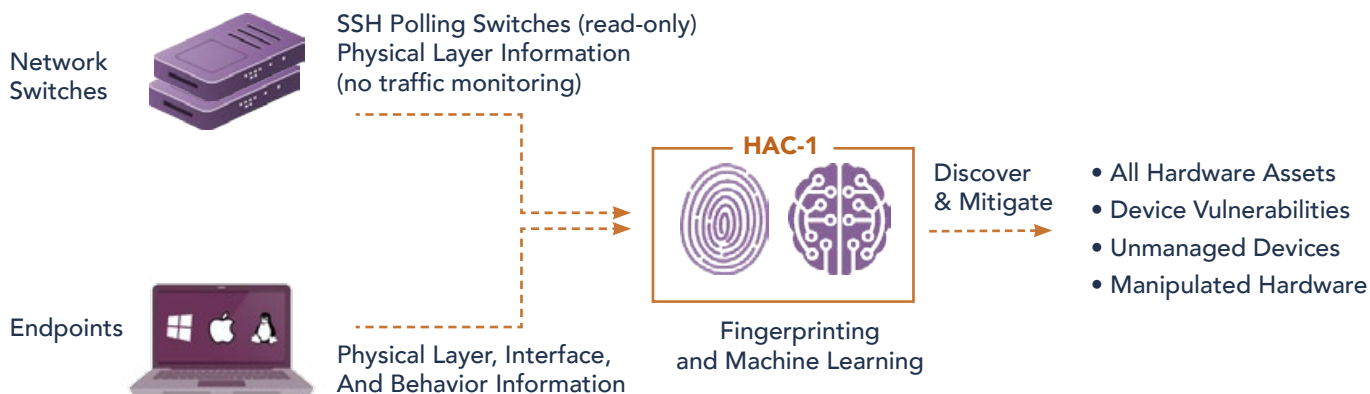 Network
Switches
SSH Polling Switches (read-only)
Physical Layer Information
(no traffic monitoring)
Endpoints
Physical Layer, Interface,
And Behavior Information
HAC-1
Fingerprinting
and Machine Learning
Discover
& Mitigate
• All Hardware Assets
• Device Vulnerabilities
• Unmanaged Devices
• Manipulated Hardware